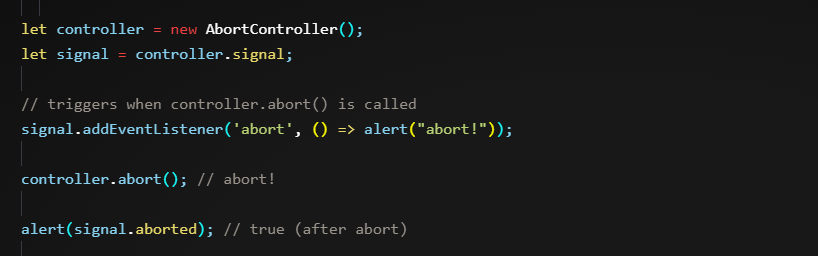 let controller = new AbortController();
let signal = controller.signal;
// triggers when controller.abort() is called
signal.addEventListener('abort', () => alert("abort!"));
controller.abort(); // abort!
alert(signal.aborted); // true (after abort)